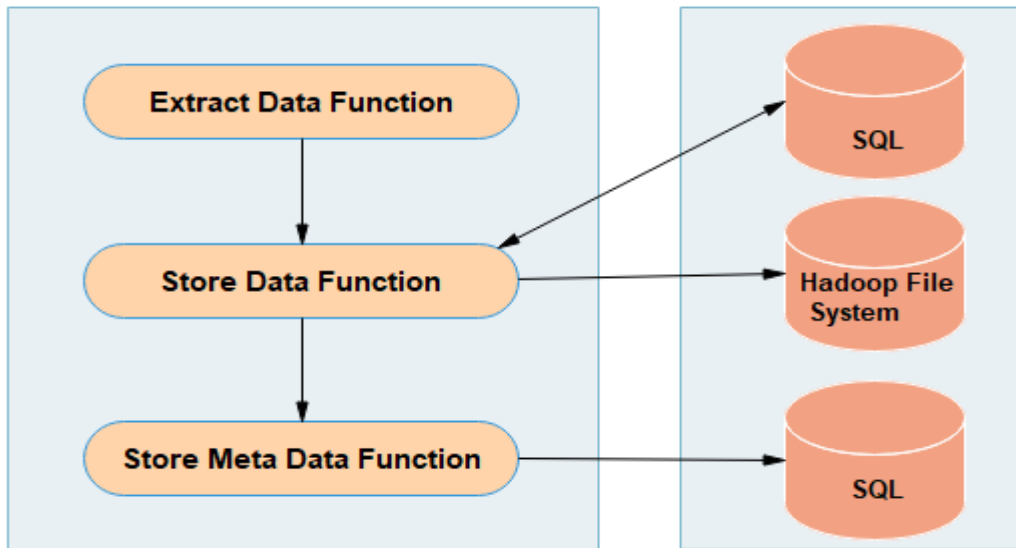 Extract Data Function
SQL
Store Data Function
Hadoop File
System
Store Meta Data Function
SQL